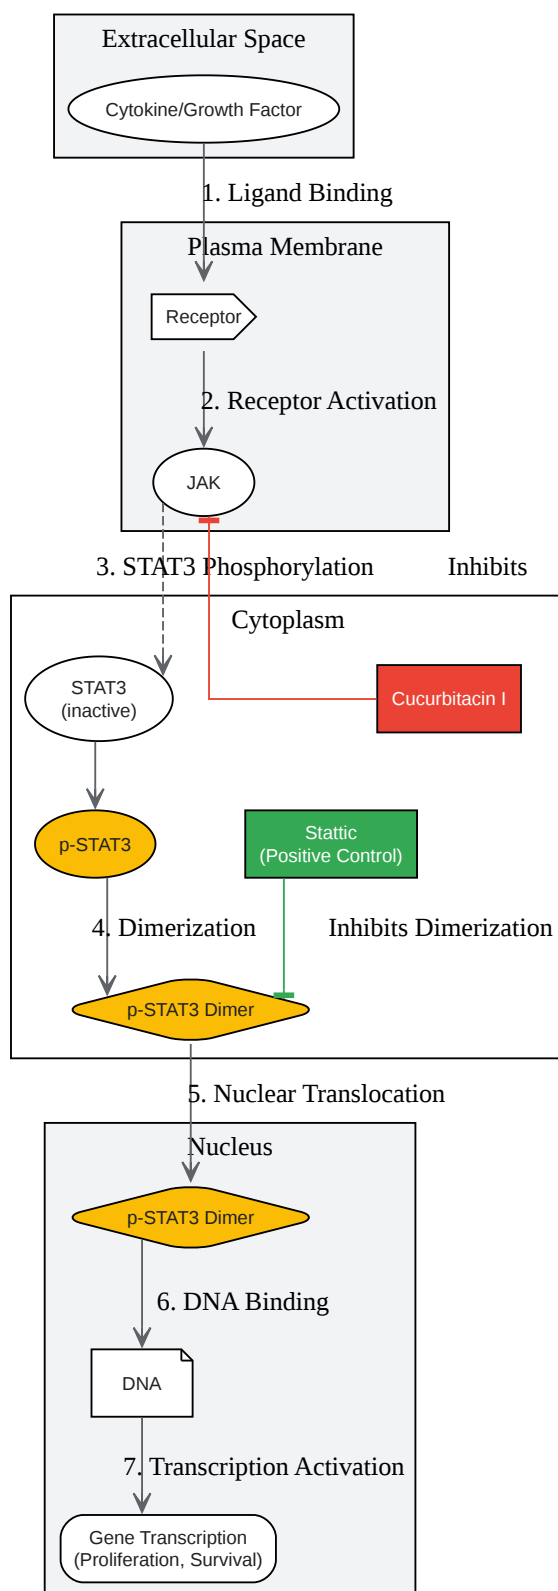 Extracellular Space
Cytokine/Growth Factor
1. Ligand Binding
Plasma Membrane
Receptor
2. Receptor Activation
JAK
3. STAT3 Phosphorylation
Inhibits
Cytoplasm
STAT3
(inactive)
Cucurbitacin I
p-STAT3
Stattic
(Positive Control)
4. Dimerization
Inhibits Dimerization
p-STAT3 Dimer
5. Nuclear Translocation
Nucleus
p-STAT3 Dimer
6. DNA Binding
DNA
7. Transcription Activation
Gene Transcription
(Proliferation, Survival)